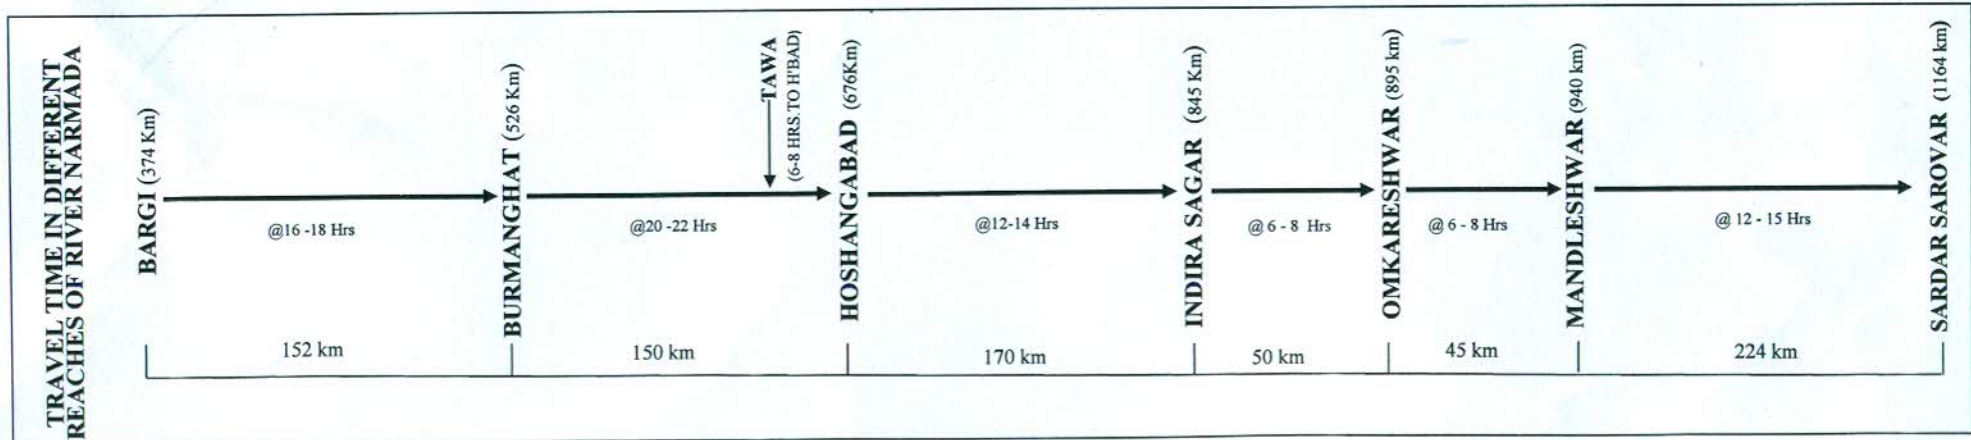 TRAVEL TIME IN DIFFERENT
REACHES OF RIVER NARMADA
BARGI (374 Km)
@16 -18 Hrs
BURMANGHAT (526 Km)
@20 -22 Hrs
TAWA
(6-8 HRS. TO H'BAD)
HOSHANGABAD (676Km)
@12-14 Hrs
INDIRA SAGAR (845 Km)
@ 6 - 8 Hrs
OMKARESHWAR (895 km)
@ 6 - 8 Hrs
MANDLESHWAR (940 km)
@ 12 - 15 Hrs
SARDAR SAROVAR (1164 km)
152 km
150 km
170 km
50 km
45 km
224 km